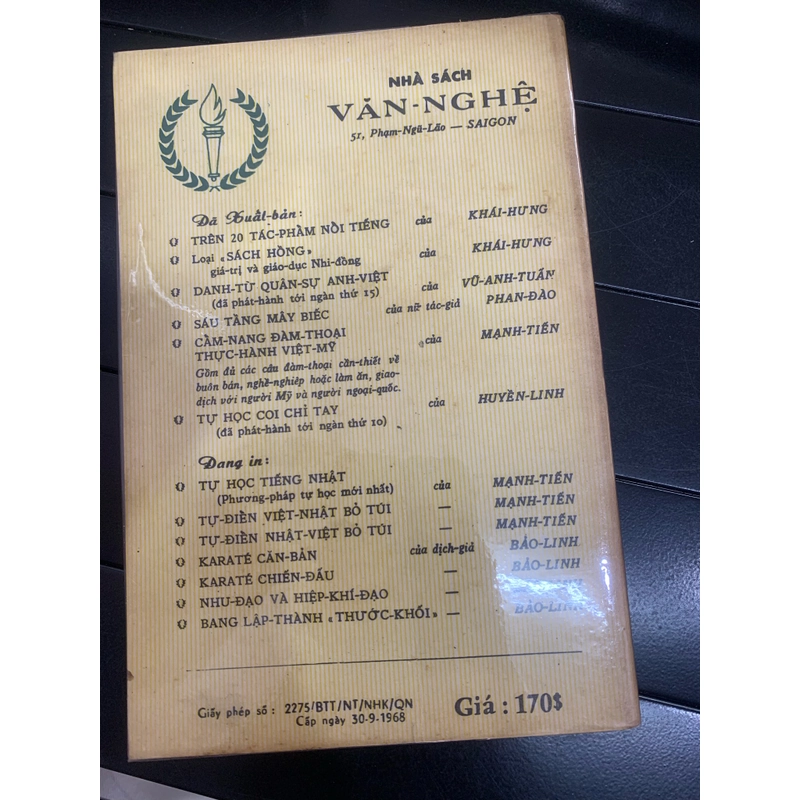 NHÀ SÁCH
VĂN-NGHỆ
51, Phạm-Ngũ-Lão — SAIGON
Đã Xuất-bản:
TRÊN 20 TÁC-PHẨM NỔI TIẾNG của KHÁI-HƯNG
Loại «SÁCH HỒNG» của KHÁI-HƯNG
giá-trị và giáo-dục Nhi-đồng
DANH-TỪ QUÂN-SỰ ANH-VIỆT của VŨ-ANH-TUẤN
(đã phát-hành tới ngàn thứ 15)
SÁU TẦNG MÂY BIẾC của nữ tác-giả PHAN-ĐÀO
CẨM-NANG ĐÀM-THOẠI của MẠNH-TIẾN
THỰC-HÀNH VIỆT-MỸ
Gồm đủ các câu đàm-thoại cần-thiết về
buôn bán, nghề-nghiệp hoặc làm ăn, giao-
dịch với người Mỹ và người ngoại-quốc.
TỰ HỌC COI CHỈ TAY của HUYỀN-LINH
(đã phát-hành tới ngàn thứ 10)
Đang in:
TỰ HỌC TIẾNG NHẬT của MẠNH-TIẾN
(Phương-pháp tự học mới nhất)
TỰ-ĐIỂN VIỆT-NHẬT BỎ TÚI — MẠNH-TIẾN
TỰ-ĐIỂN NHẬT-VIỆT BỎ TÚI — MẠNH-TIẾN
KARATÉ CĂN-BẢN của dịch-giả BẢO-LINH
KARATÉ CHIẾN-ĐẤU — BẢO-LINH
NHU-ĐẠO VÀ HIỆP-KHÍ-ĐẠO —
BANG LẬP-THÀNH «THƯỚC-KHỐI» — BẢO-LINH
Giấy phép số : 2275/BTT/NT/NHK/QN
Cấp ngày 30-9-1968
Giá : 170$